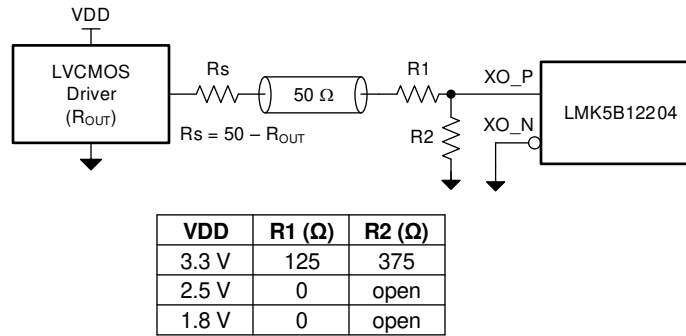 VDD
LVCMOS
Driver
(ROUT)
Rs
50 Ω
R1
XO_P
LMK5B12204
R2
XO_N
Rs = 50 – ROUT
VDD R1 (Ω) R2 (Ω)
3.3 V 125 375
2.5 V 0 open
1.8 V 0 open